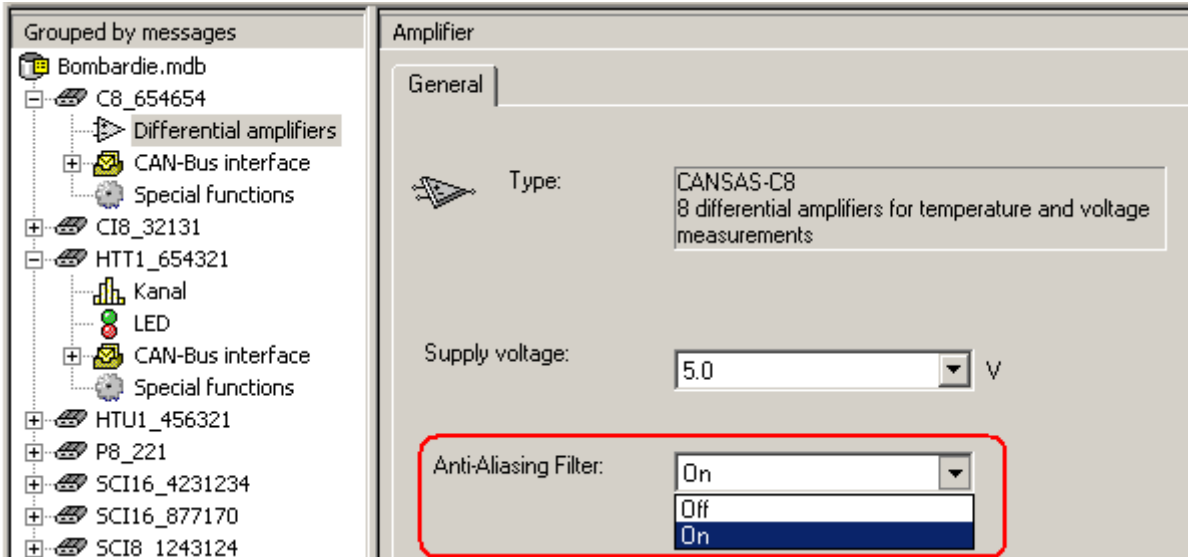 Grouped by messages
Bombardie.mdb
C8_654654
Differential amplifiers
CAN-Bus interface
Special functions
CI8_32131
HTT1_654321
Kanal
LED
CAN-Bus interface
Special functions
HTU1_456321
P8_221
SCI16_4231234
SCI16_877170
SCI8_1243124
Amplifier
General
Type:
CANSAS-C8
8 differential amplifiers for temperature and voltage
measurements
Supply voltage:
5.0
V
Anti-Aliasing Filter:
On
Off
On